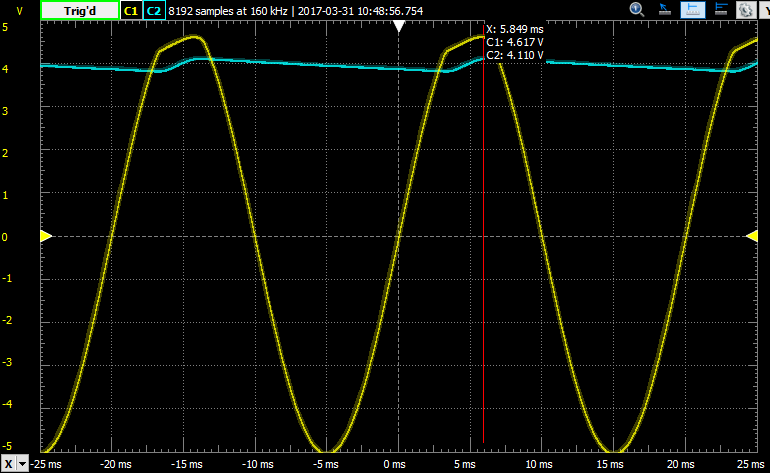 V Trig'd C1 C2 8192 samples at 160 kHz | 2017-03-31 10:48:56.754 Y
X: 5.849 ms
C1: 4.617 V
C2: 4.110 V
5
4
3
2
1
0
-1
-2
-3
-4
-5
X -25 ms -20 ms -15 ms -10 ms -5 ms 0 ms 5 ms 10 ms 15 ms 20 ms 25 ms